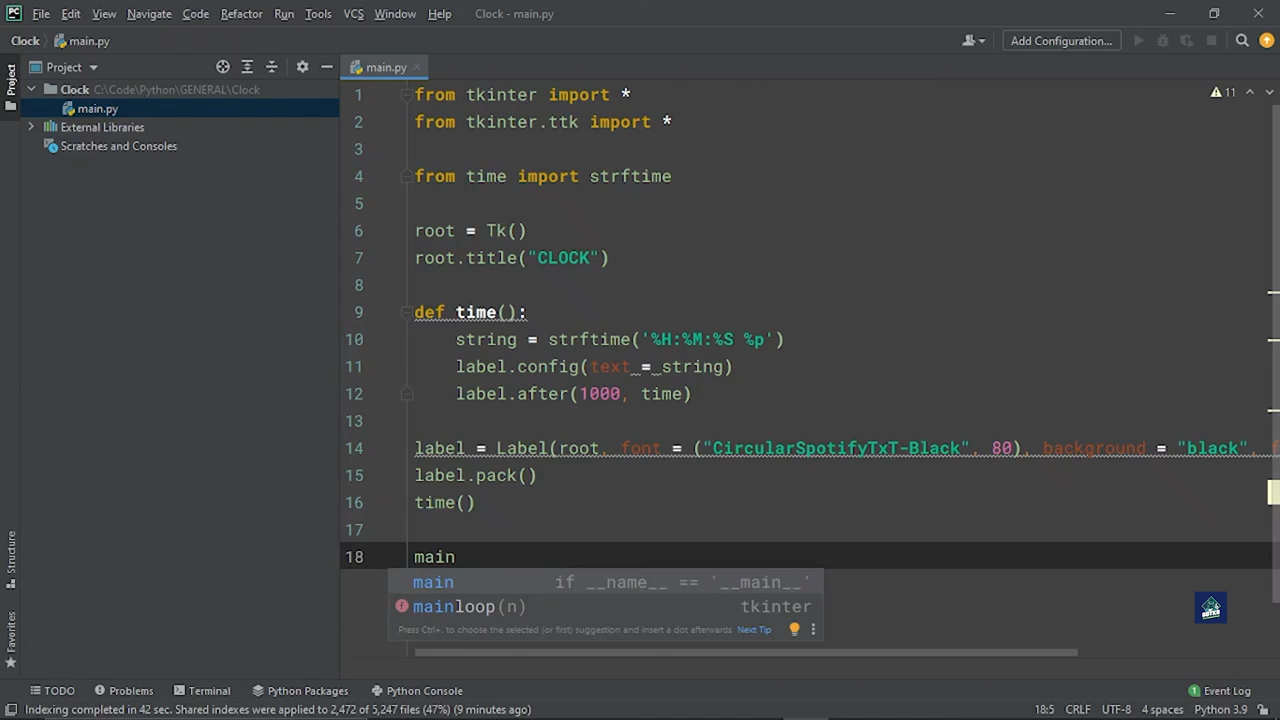 File Edit View Navigate Code Refactor Run Tools VCS Window Help Clock - main.py
Clock main.py Add Configuration...
Project main.py
Clock C:\Code\Python\GENERAL\Clock
main.py
External Libraries
Scratches and Consoles
Project
Structure
Favorites
11
1 from tkinter import *
2 from tkinter.ttk import *
3
4 from time import strftime
5
6 root = Tk()
7 root.title("CLOCK")
8
9 def time():
10 string = strftime('%H:%M:%S %p')
11 label.config(text = string)
12 label.after(1000, time)
13
14 label = Label(root, font = ("CircularSpotifyTxT-Black", 80), background = "black",
15 label.pack()
16 time()
17
18 main
main if __name__ == '__main__'
mainloop(n) tkinter
Press Ctrl+. to choose the selected (or first) suggestion and insert a dot afterwards Next Tip
TODO Problems Terminal Python Packages Python Console 1 Event Log
Indexing completed in 42 sec. Shared indexes were applied to 2,472 of 5,247 files (47%) (9 minutes ago) 18:5 CRLF UTF-8 4 spaces Python 3.9